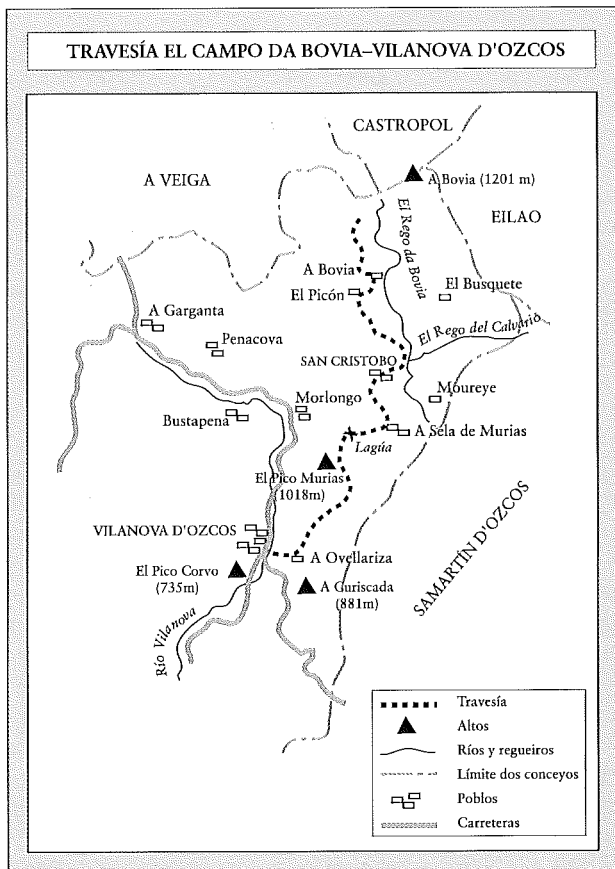 TRAVESÍA EL CAMPO DA BOVIA–VILANOVA D'OZCOS
CASTROPOL
A VEIGA
A Bovia (1201 m)
EILAO
El Rego da Bovia
A Bovia
El Picón
El Busquete
A Garganta
Penacova
El Rego del Calvario
SAN CRISTOBO
Moureye
Morlongo
Bustapena
A Sela de Murias
Lagúa
El Pico Murias
(1018m)
SAMARTÍN D'OZCOS
VILANOVA D'OZCOS
A Ovellariza
El Pico Corvo
(735m)
A Guriscada
(881m)
Río Vilanova
Travesía
Altos
Ríos y regueiros
Límite dos conceyos
Poblos
Carreteras